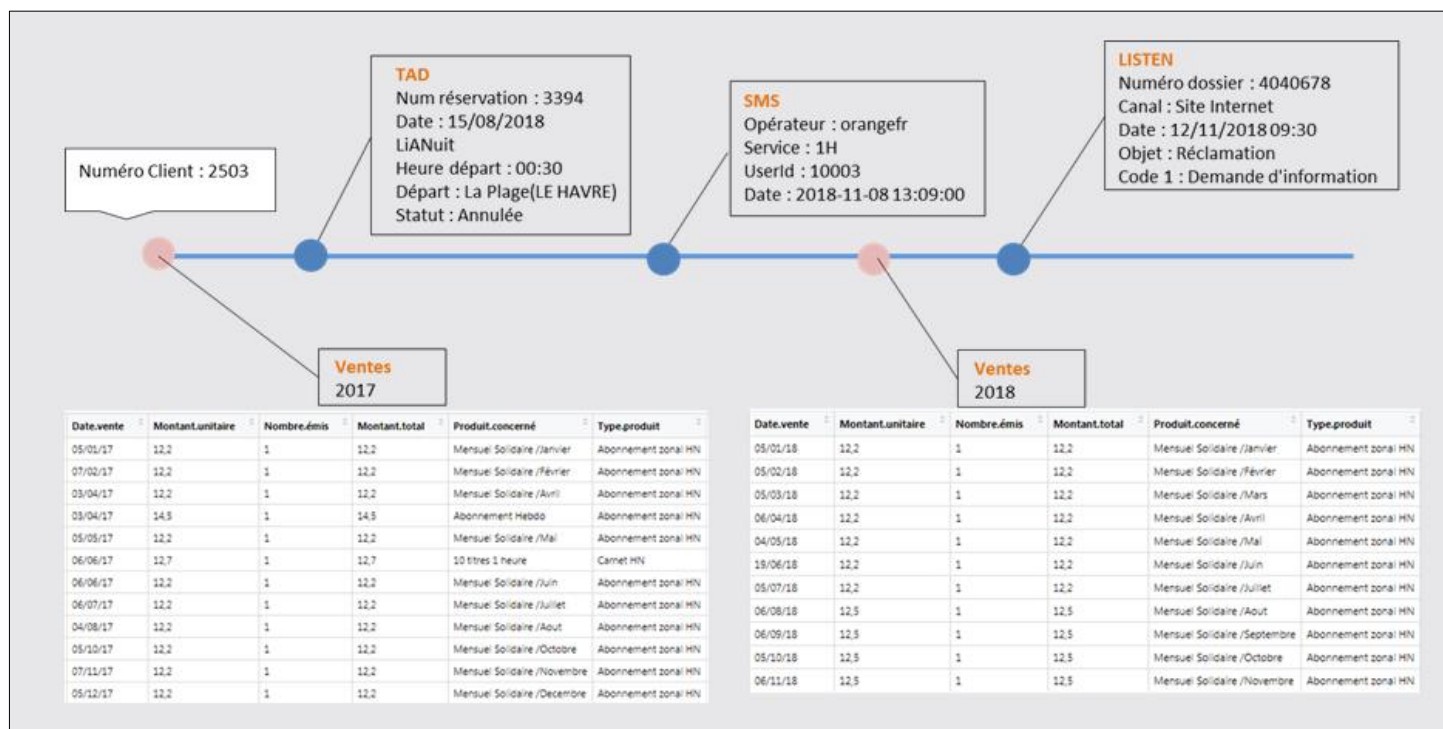 Numéro Client : 2503
TAD
Num réservation : 3394
Date : 15/08/2018
LiANuit
Heure départ : 00:30
Départ : La Plage(LE HAVRE)
Statut : Annulée
SMS
Opérateur : orangefr
Service : 1H
UserId : 10003
Date : 2018-11-08 13:09:00
LISTEN
Numéro dossier : 4040678
Canal : Site Internet
Date : 12/11/2018 09:30
Objet : Réclamation
Code 1 : Demande d'information
Ventes
2017
Date.vente Montant.unitaire Nombre.émis Montant.total Produit.concerné Type.produit
05/01/17 12,2 1 12,2 Mensuel Solidaire /Janvier Abonnement zonal HN
07/02/17 12,2 1 12,2 Mensuel Solidaire /Février Abonnement zonal HN
03/04/17 12,2 1 12,2 Mensuel Solidaire /Avril Abonnement zonal HN
03/04/17 14,5 1 14,5 Abonnement Hebdo Abonnement zonal HN
05/05/17 12,2 1 12,2 Mensuel Solidaire /Mai Abonnement zonal HN
06/06/17 12,7 1 12,7 10 titres 1 heure Carnet HN
06/06/17 12,2 1 12,2 Mensuel Solidaire /Juin Abonnement zonal HN
06/07/17 12,2 1 12,2 Mensuel Solidaire /Juillet Abonnement zonal HN
04/08/17 12,2 1 12,2 Mensuel Solidaire /Aout Abonnement zonal HN
05/10/17 12,2 1 12,2 Mensuel Solidaire /Octobre Abonnement zonal HN
07/11/17 12,2 1 12,2 Mensuel Solidaire /Novembre Abonnement zonal HN
05/12/17 12,2 1 12,2 Mensuel Solidaire /Decembre Abonnement zonal HN
Ventes
2018
Date.vente Montant.unitaire Nombre.émis Montant.total Produit.concerné Type.produit
05/01/18 12,2 1 12,2 Mensuel Solidaire /Janvier Abonnement zonal HN
05/02/18 12,2 1 12,2 Mensuel Solidaire /Février Abonnement zonal HN
05/03/18 12,2 1 12,2 Mensuel Solidaire /Mars Abonnement zonal HN
06/04/18 12,2 1 12,2 Mensuel Solidaire /Avril Abonnement zonal HN
04/05/18 12,2 1 12,2 Mensuel Solidaire /Mai Abonnement zonal HN
19/06/18 12,2 1 12,2 Mensuel Solidaire /Juin Abonnement zonal HN
05/07/18 12,2 1 12,2 Mensuel Solidaire /Juillet Abonnement zonal HN
06/08/18 12,5 1 12,5 Mensuel Solidaire /Aout Abonnement zonal HN
06/09/18 12,5 1 12,5 Mensuel Solidaire /Septembre Abonnement zonal HN
05/10/18 12,5 1 12,5 Mensuel Solidaire /Octobre Abonnement zonal HN
06/11/18 12,5 1 12,5 Mensuel Solidaire /Novembre Abonnement zonal HN